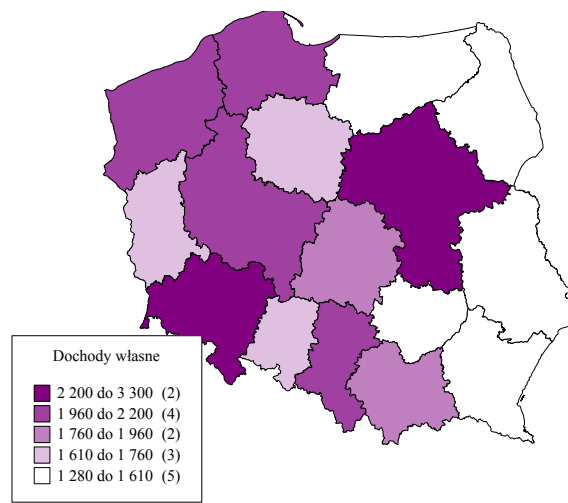 Dochody własne
2 200 do 3 300 (2)
1 960 do 2 200 (4)
1 760 do 1 960 (2)
1 610 do 1 760 (3)
1 280 do 1 610 (5)